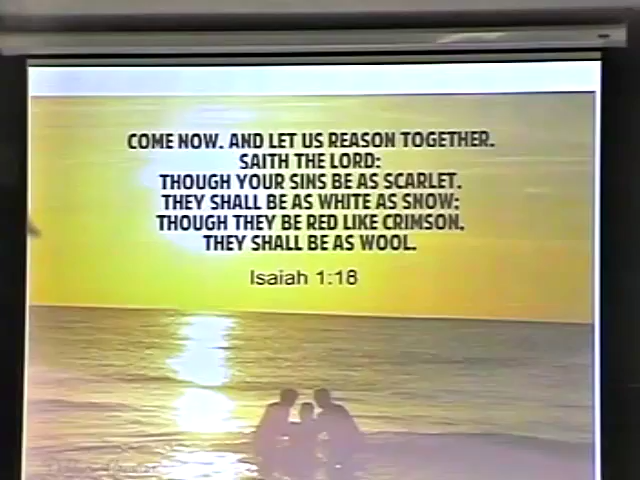 COME NOW, AND LET US REASON TOGETHER,
SAITH THE LORD:
THOUGH YOUR SINS BE AS SCARLET,
THEY SHALL BE AS WHITE AS SNOW;
THOUGH THEY BE RED LIKE CRIMSON,
THEY SHALL BE AS WOOL.
Isaiah 1:18